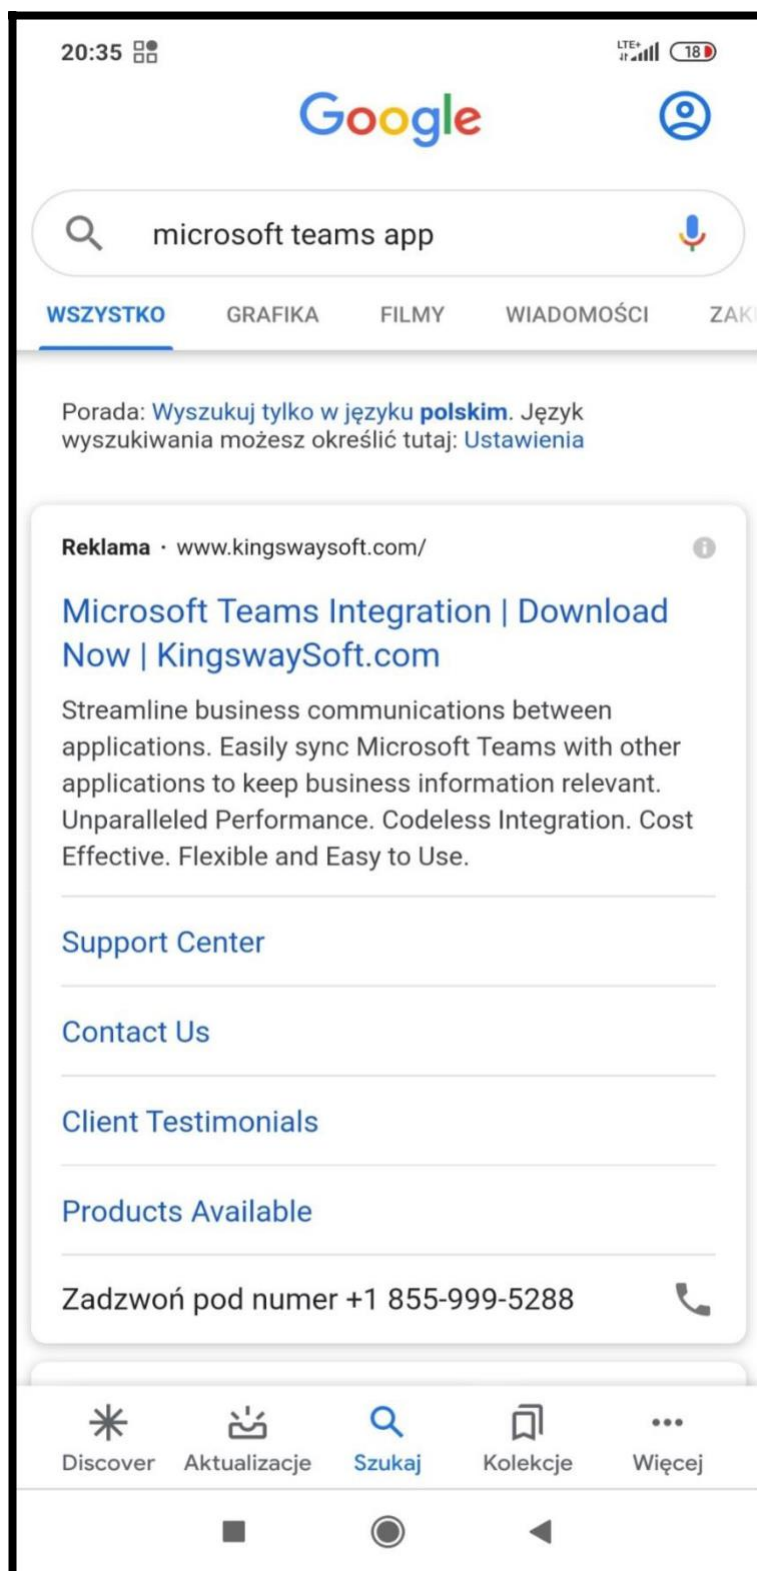 20:35 LTE+ 18
Google
microsoft teams app
WSZYSTKO GRAFIKA FILMY WIADOMOŚCI ZAK
Porada: Wyszukuj tylko w języku polskim. Język
wyszukiwania możesz określić tutaj: Ustawienia
Reklama · www.kingswaysoft.com/
Microsoft Teams Integration | Download
Now | KingswaySoft.com
Streamline business communications between
applications. Easily sync Microsoft Teams with other
applications to keep business information relevant.
Unparalleled Performance. Codeless Integration. Cost
Effective. Flexible and Easy to Use.
Support Center
Contact Us
Client Testimonials
Products Available
Zadzwoń pod numer +1 855-999-5288
Discover Aktualizacje Szukaj Kolekcje Więcej